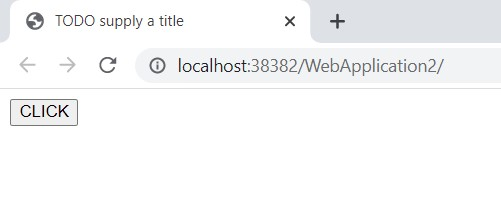 TODO supply a title
localhost:38382/WebApplication2/
CLICK